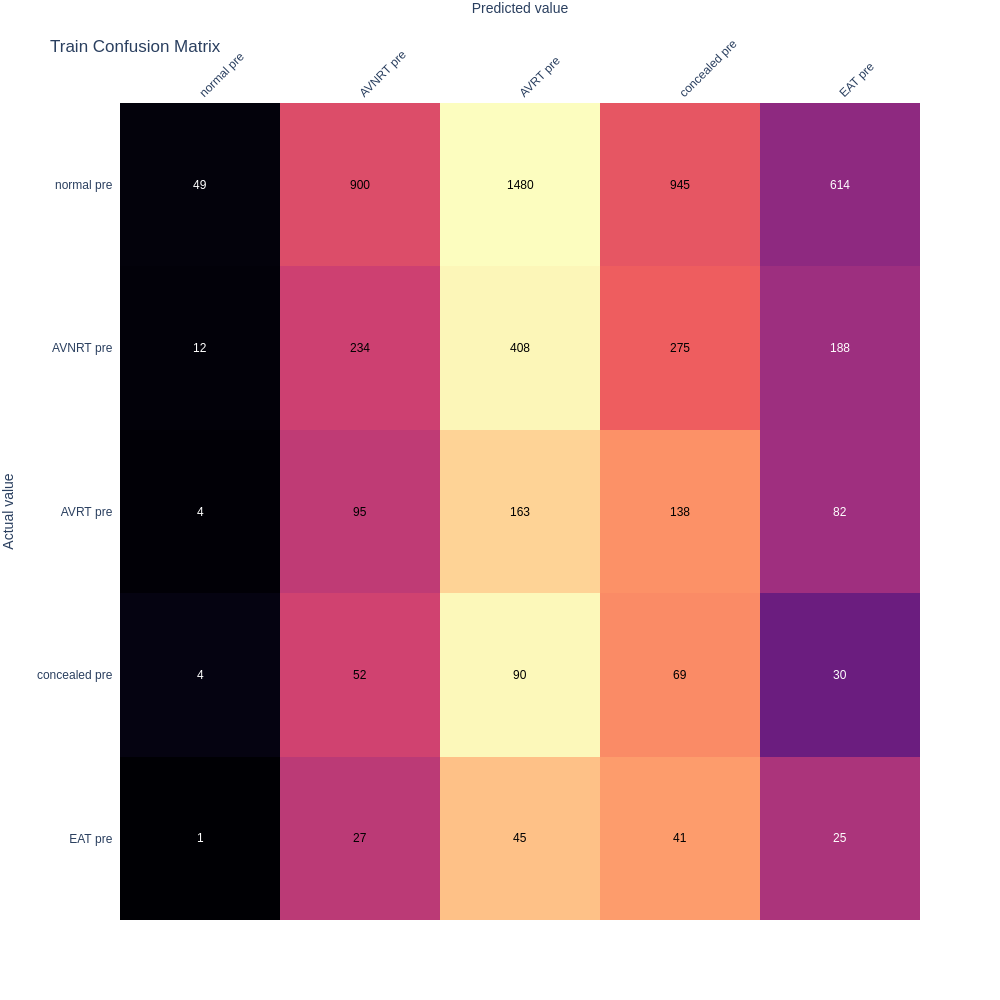 Predicted value
Train Confusion Matrix
normal pre
AVNRT pre
AVRT pre
concealed pre
EAT pre
normal pre 49 900 1480 945 614
AVNRT pre 12 234 408 275 188
AVRT pre 4 95 163 138 82
concealed pre 4 52 90 69 30
EAT pre 1 27 45 41 25
Actual value